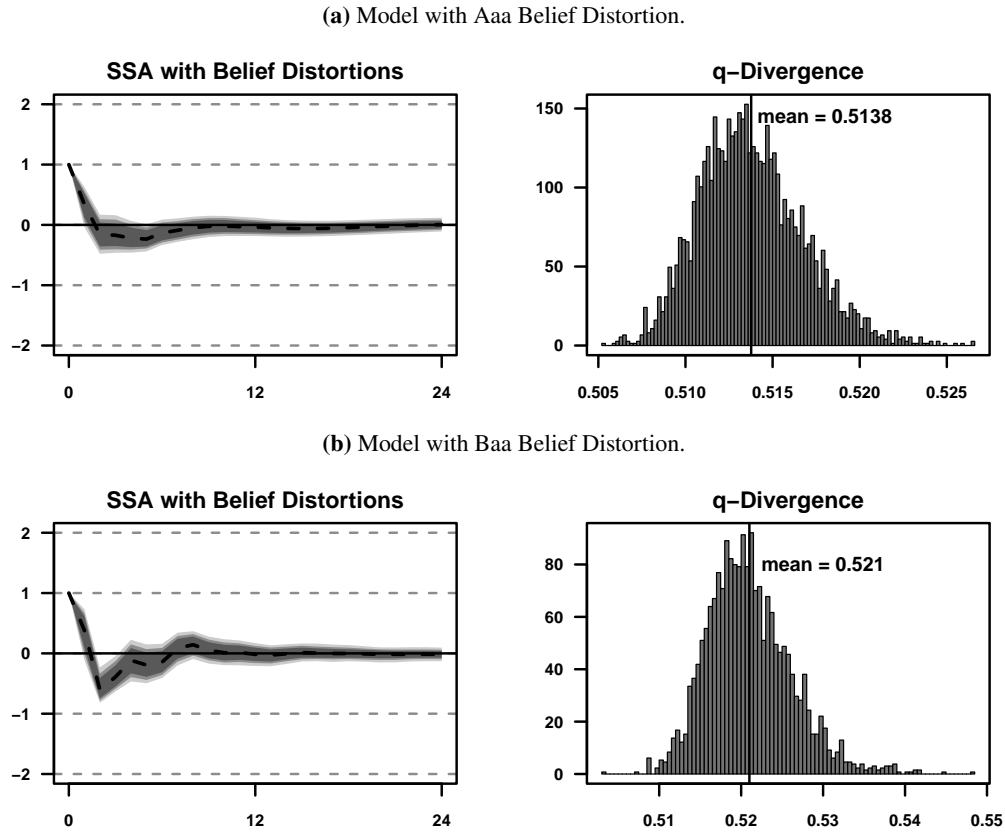 (a) Model with Aaa Belief Distortion.
SSA with Belief Distortions
2
1
0
−1
−2
0 12 24
q−Divergence
mean = 0.5138
150
100
50
0
0.505 0.510 0.515 0.520 0.525
(b) Model with Baa Belief Distortion.
SSA with Belief Distortions
2
1
0
−1
−2
0 12 24
q−Divergence
mean = 0.521
80
60
40
20
0
0.51 0.52 0.53 0.54 0.55